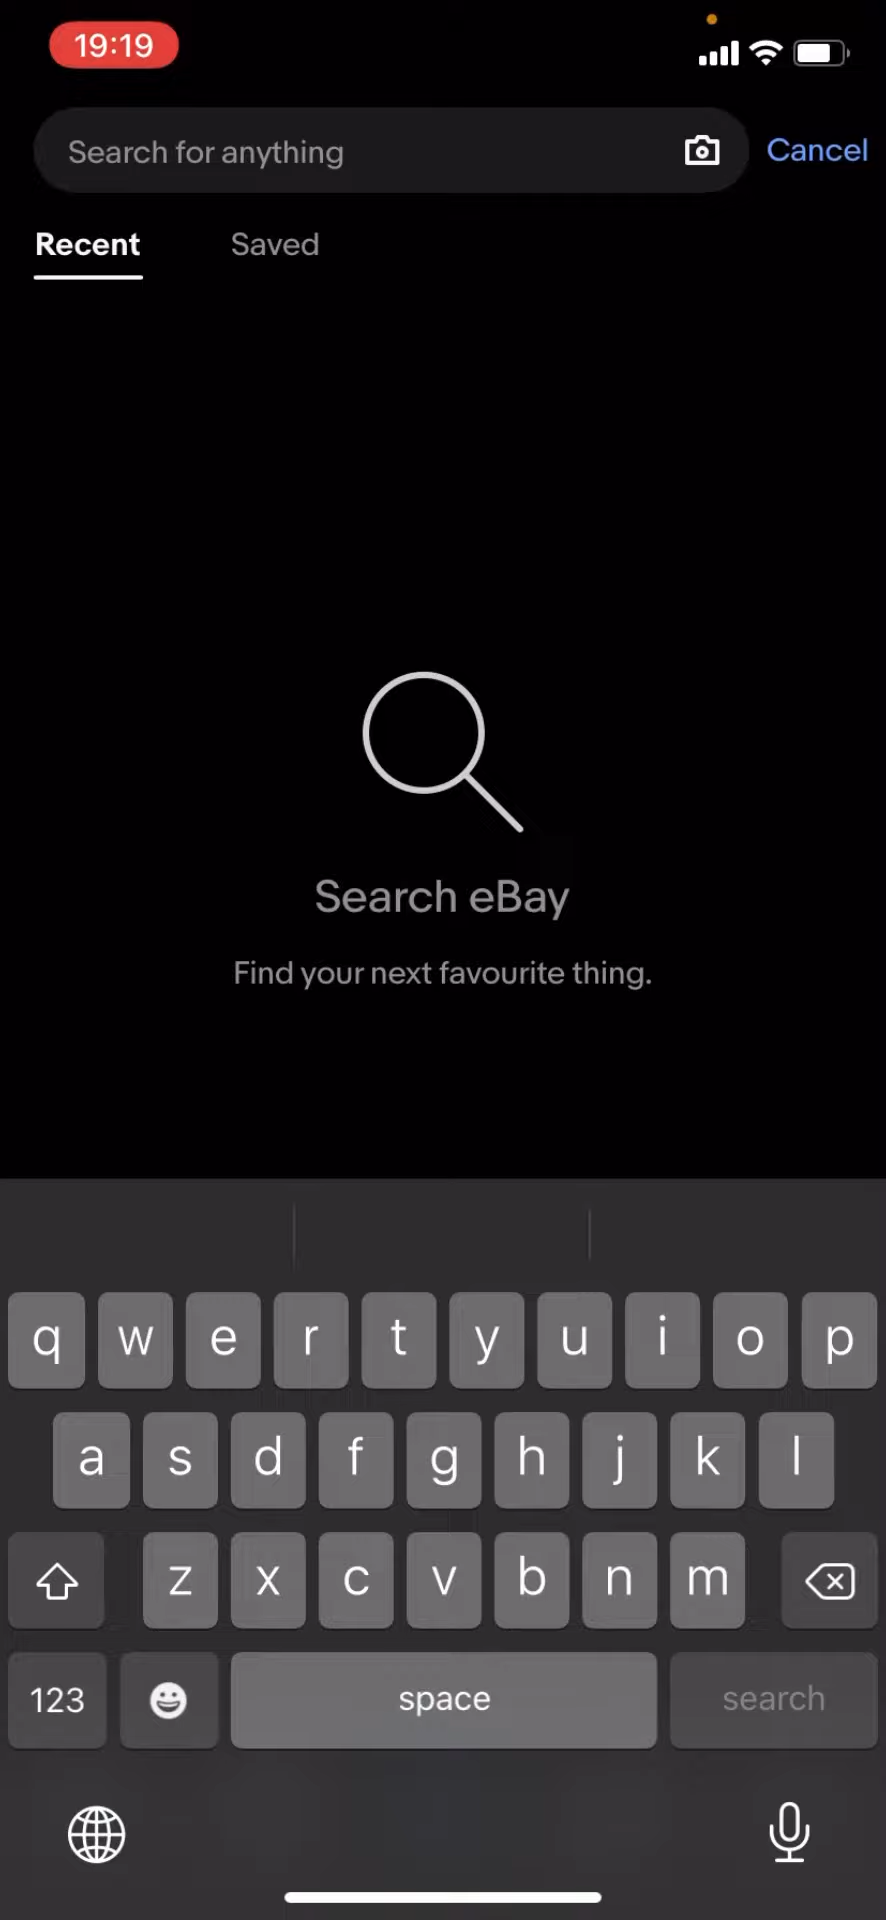 19:19
Search for anything
Cancel
Recent
Saved
Search eBay
Find your next favourite thing.
q w e r t y u i o p
a s d f g h j k l
z x c v b n m
123
space
search